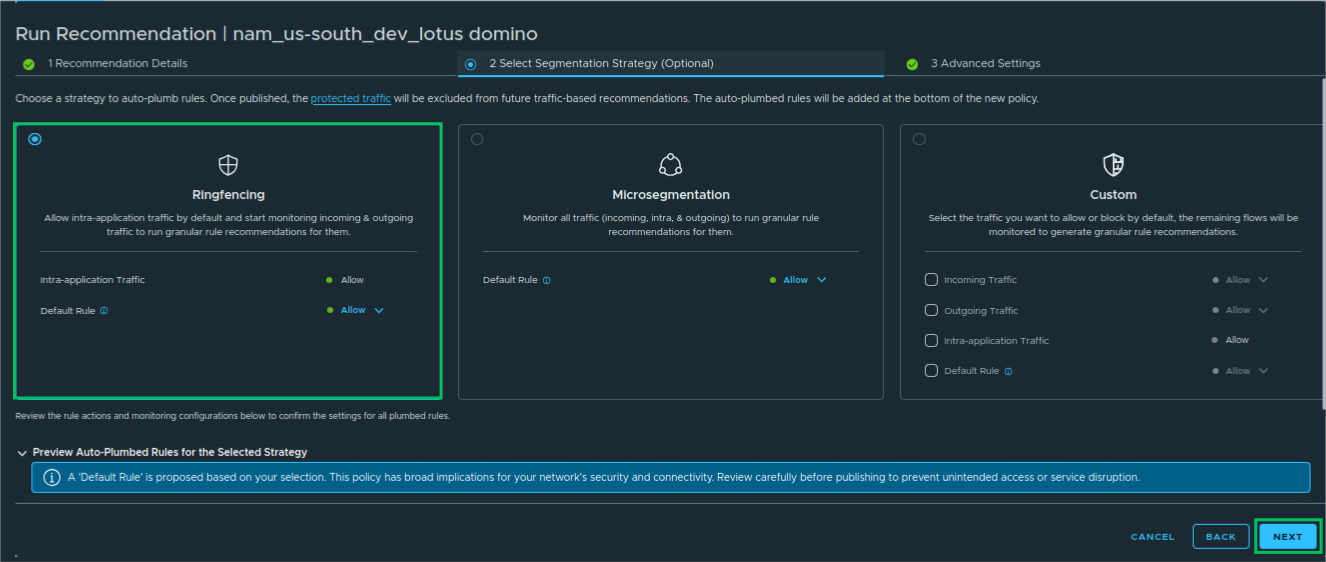 Run Recommendation | nam_us-south_dev_lotus domino
1 Recommendation Details
2 Select Segmentation Strategy (Optional)
3 Advanced Settings
Choose a strategy to auto-plumb rules. Once published, the protected traffic will be excluded from future traffic-based recommendations. The auto-plumbed rules will be added at the bottom of the new policy.
Ringfencing
Allow intra-application traffic by default and start monitoring incoming & outgoing
traffic to run granular rule recommendations for them.
Intra-application Traffic Allow
Default Rule Allow
Microsegmentation
Monitor all traffic (incoming, intra, & outgoing) to run granular rule
recommendations for them.
Default Rule Allow
Custom
Select the traffic you want to allow or block by default, the remaining flows will be
monitored to generate granular rule recommendations.
Incoming Traffic Allow
Outgoing Traffic Allow
Intra-application Traffic Allow
Default Rule Allow
Review the rule actions and monitoring configurations below to confirm the settings for all plumbed rules.
Preview Auto-Plumbed Rules for the Selected Strategy
A 'Default Rule' is proposed based on your selection. This policy has broad implications for your network's security and connectivity. Review carefully before publishing to prevent unintended access or service disruption.
CANCEL
BACK
NEXT